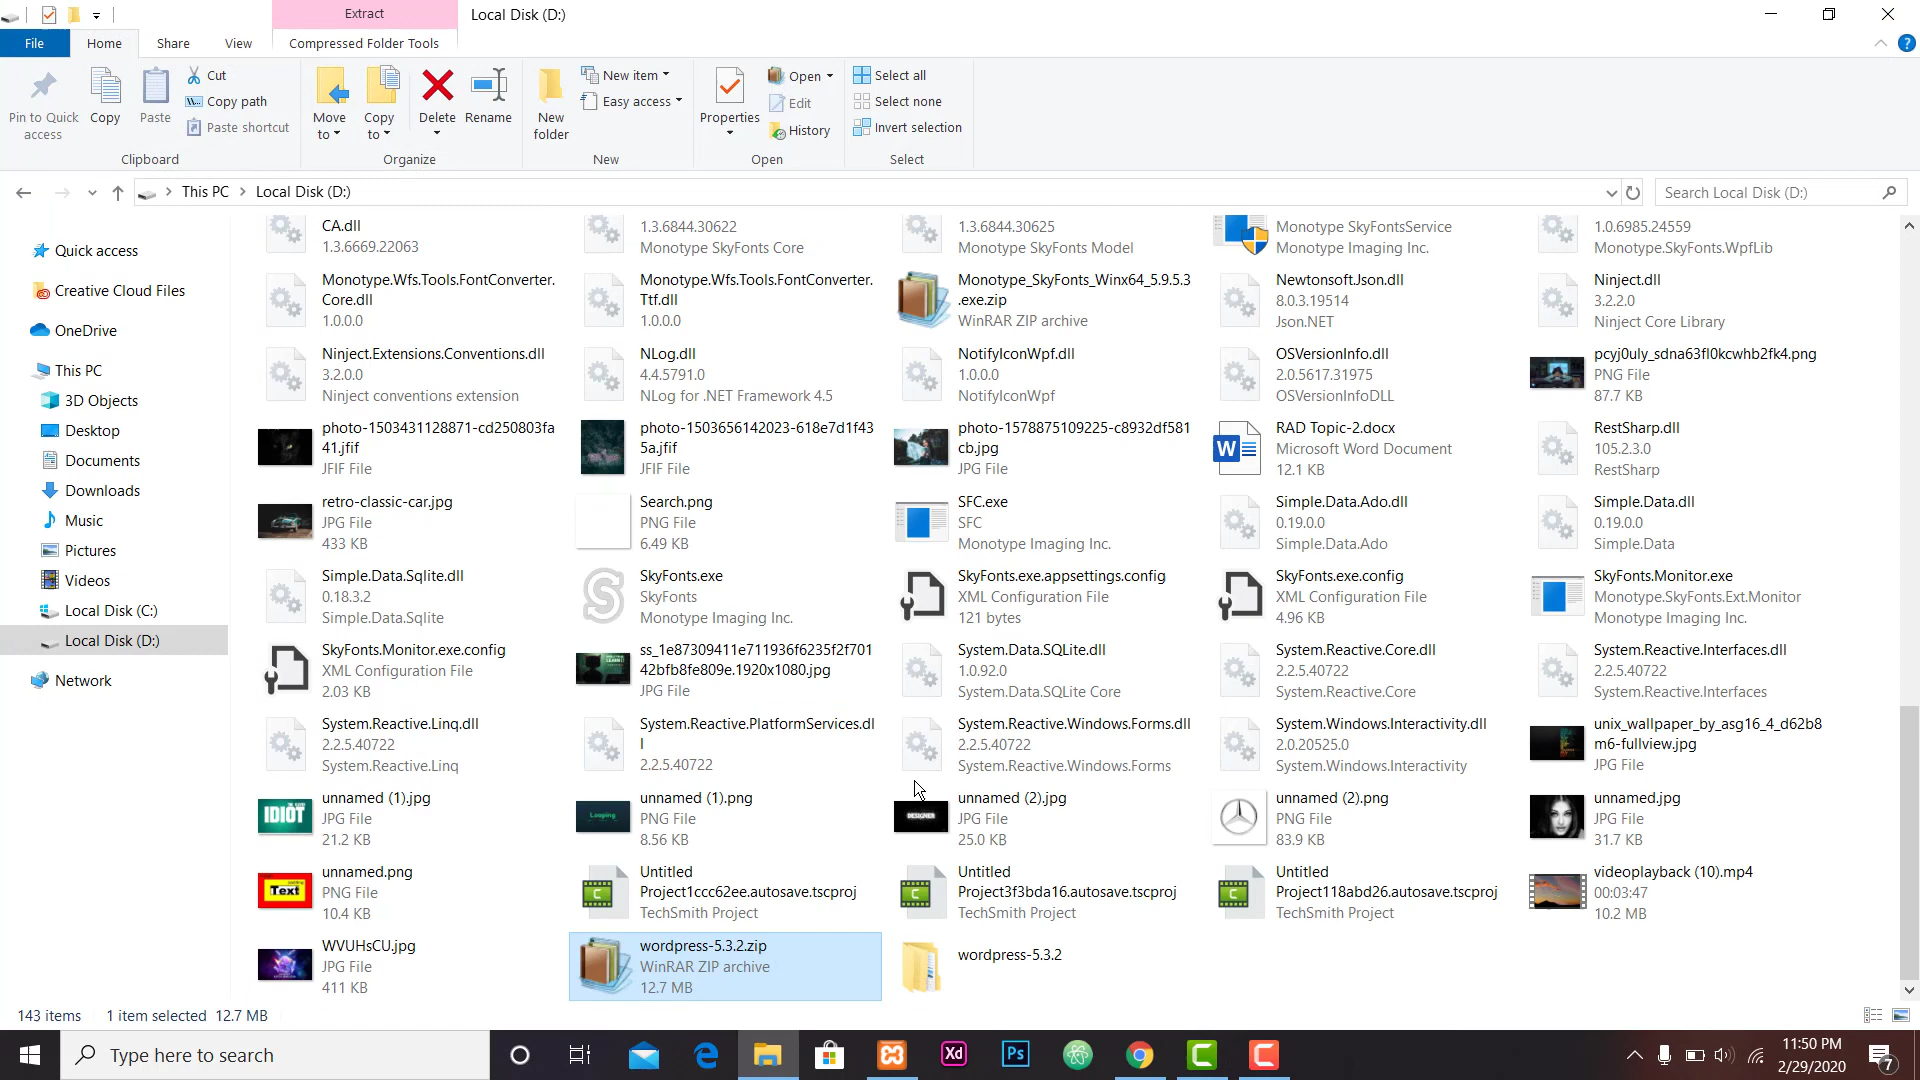 Extract
Local Disk (D:)
File
Home
Share
View
Compressed Folder Tools
Pin to Quick
access
Copy
Paste
Cut
Copy path
Paste shortcut
Clipboard
Move
to
Copy
to
Delete
Rename
Organize
New
folder
New item
Easy access
New
Properties
Open
Edit
History
Open
Select all
Select none
Invert selection
Select
This PC
Local Disk (D:)
Search Local Disk (D:)
Quick access
Creative Cloud Files
OneDrive
This PC
3D Objects
Desktop
Documents
Downloads
Music
Pictures
Videos
Local Disk (C:)
Local Disk (D:)
Network
CA.dll
1.3.6669.22063
1.3.6844.30622
Monotype SkyFonts Core
1.3.6844.30625
Monotype SkyFonts Model
Monotype SkyFontsService
Monotype Imaging Inc.
1.0.6985.24559
Monotype.SkyFonts.WpfLib
Monotype.Wfs.Tools.FontConverter.
Core.dll
1.0.0.0
Monotype.Wfs.Tools.FontConverter.
Ttf.dll
1.0.0.0
Monotype_SkyFonts_Winx64_5.9.5.3
.exe.zip
WinRAR ZIP archive
Newtonsoft.Json.dll
8.0.3.19514
Json.NET
Ninject.dll
3.2.2.0
Ninject Core Library
Ninject.Extensions.Conventions.dll
3.2.0.0
Ninject conventions extension
NLog.dll
4.4.5791.0
NLog for .NET Framework 4.5
NotifyIconWpf.dll
1.0.0.0
NotifyIconWpf
OSVersionInfo.dll
2.0.5617.31975
OSVersionInfoDLL
pcyj0uly_sdna63fl0kcwhb2fk4.png
PNG File
87.7 KB
photo-1503431128871-cd250803fa
41.jfif
JFIF File
photo-1503656142023-618e7d1f43
5a.jfif
JFIF File
photo-1578875109225-c8932df581
cb.jpg
JPG File
RAD Topic-2.docx
Microsoft Word Document
12.1 KB
RestSharp.dll
105.2.3.0
RestSharp
retro-classic-car.jpg
JPG File
433 KB
Search.png
PNG File
6.49 KB
SFC.exe
SFC
Monotype Imaging Inc.
Simple.Data.Ado.dll
0.19.0.0
Simple.Data.Ado
Simple.Data.dll
0.19.0.0
Simple.Data
Simple.Data.Sqlite.dll
0.18.3.2
Simple.Data.Sqlite
SkyFonts.exe
SkyFonts
Monotype Imaging Inc.
SkyFonts.exe.appsettings.config
XML Configuration File
121 bytes
SkyFonts.exe.config
XML Configuration File
4.96 KB
SkyFonts.Monitor.exe
Monotype.SkyFonts.Ext.Monitor
Monotype Imaging Inc.
SkyFonts.Monitor.exe.config
XML Configuration File
2.03 KB
ss_1e87309411e711936f6235f2f701
42bfb8fe809e.1920x1080.jpg
JPG File
System.Data.SQLite.dll
1.0.92.0
System.Data.SQLite Core
System.Reactive.Core.dll
2.2.5.40722
System.Reactive.Core
System.Reactive.Interfaces.dll
2.2.5.40722
System.Reactive.Interfaces
System.Reactive.Linq.dll
2.2.5.40722
System.Reactive.Linq
System.Reactive.PlatformServices.dl
l
2.2.5.40722
System.Reactive.Windows.Forms.dll
2.2.5.40722
System.Reactive.Windows.Forms
System.Windows.Interactivity.dll
2.0.20525.0
System.Windows.Interactivity
unix_wallpaper_by_asg16_4_d62b8
m6-fullview.jpg
JPG File
IDIOT
unnamed (1).jpg
JPG File
21.2 KB
Looping
unnamed (1).png
PNG File
8.56 KB
DESIGNER
unnamed (2).jpg
JPG File
25.0 KB
unnamed (2).png
PNG File
83.9 KB
unnamed.jpg
JPG File
31.7 KB
Text
unnamed.png
PNG File
10.4 KB
Untitled
Project1ccc62ee.autosave.tscproj
TechSmith Project
Untitled
Project3f3bda16.autosave.tscproj
TechSmith Project
Untitled
Project118abd26.autosave.tscproj
TechSmith Project
videoplayback (10).mp4
00:03:47
10.2 MB
WVUHsCU.jpg
JPG File
411 KB
wordpress-5.3.2.zip
WinRAR ZIP archive
12.7 MB
wordpress-5.3.2
143 items
1 item selected 12.7 MB
Type here to search
Xd
Ps
11:50 PM
2/29/2020
7